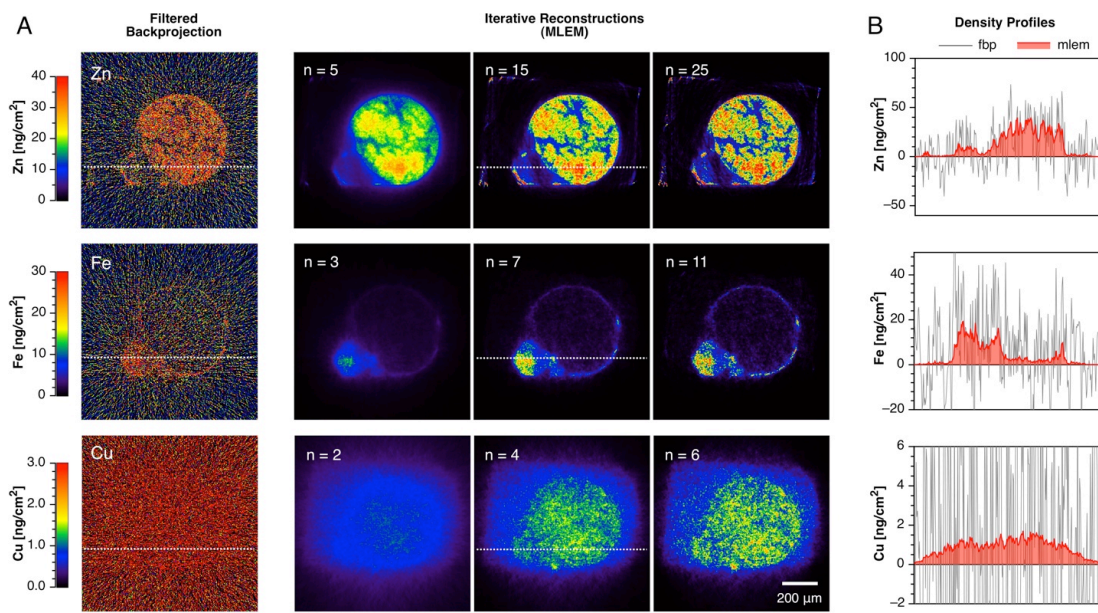 A
Filtered
Backprojection
Iterative Reconstructions
(MLEM)
B
Density Profiles
fbp
mlem
Zn [ng/cm²]
40
30
20
10
0
Zn
n = 5
n = 15
n = 25
Zn [ng/cm²]
100
50
0
−50
Fe [ng/cm²]
30
20
10
0
Fe
n = 3
n = 7
n = 11
Fe [ng/cm²]
40
20
0
−20
Cu [ng/cm²]
3.0
2.0
1.0
0.0
Cu
n = 2
n = 4
n = 6
200 μm
Cu [ng/cm²]
6
4
2
0
−2